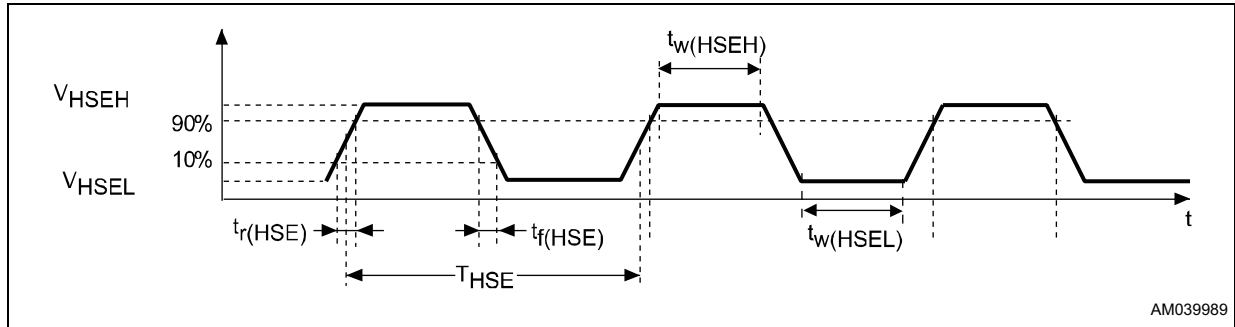 tw(HSEH)
VHSEH
90%
10%
VHSEL
tr(HSE)
tf(HSE)
tw(HSEL)
t
THSE
AM039989